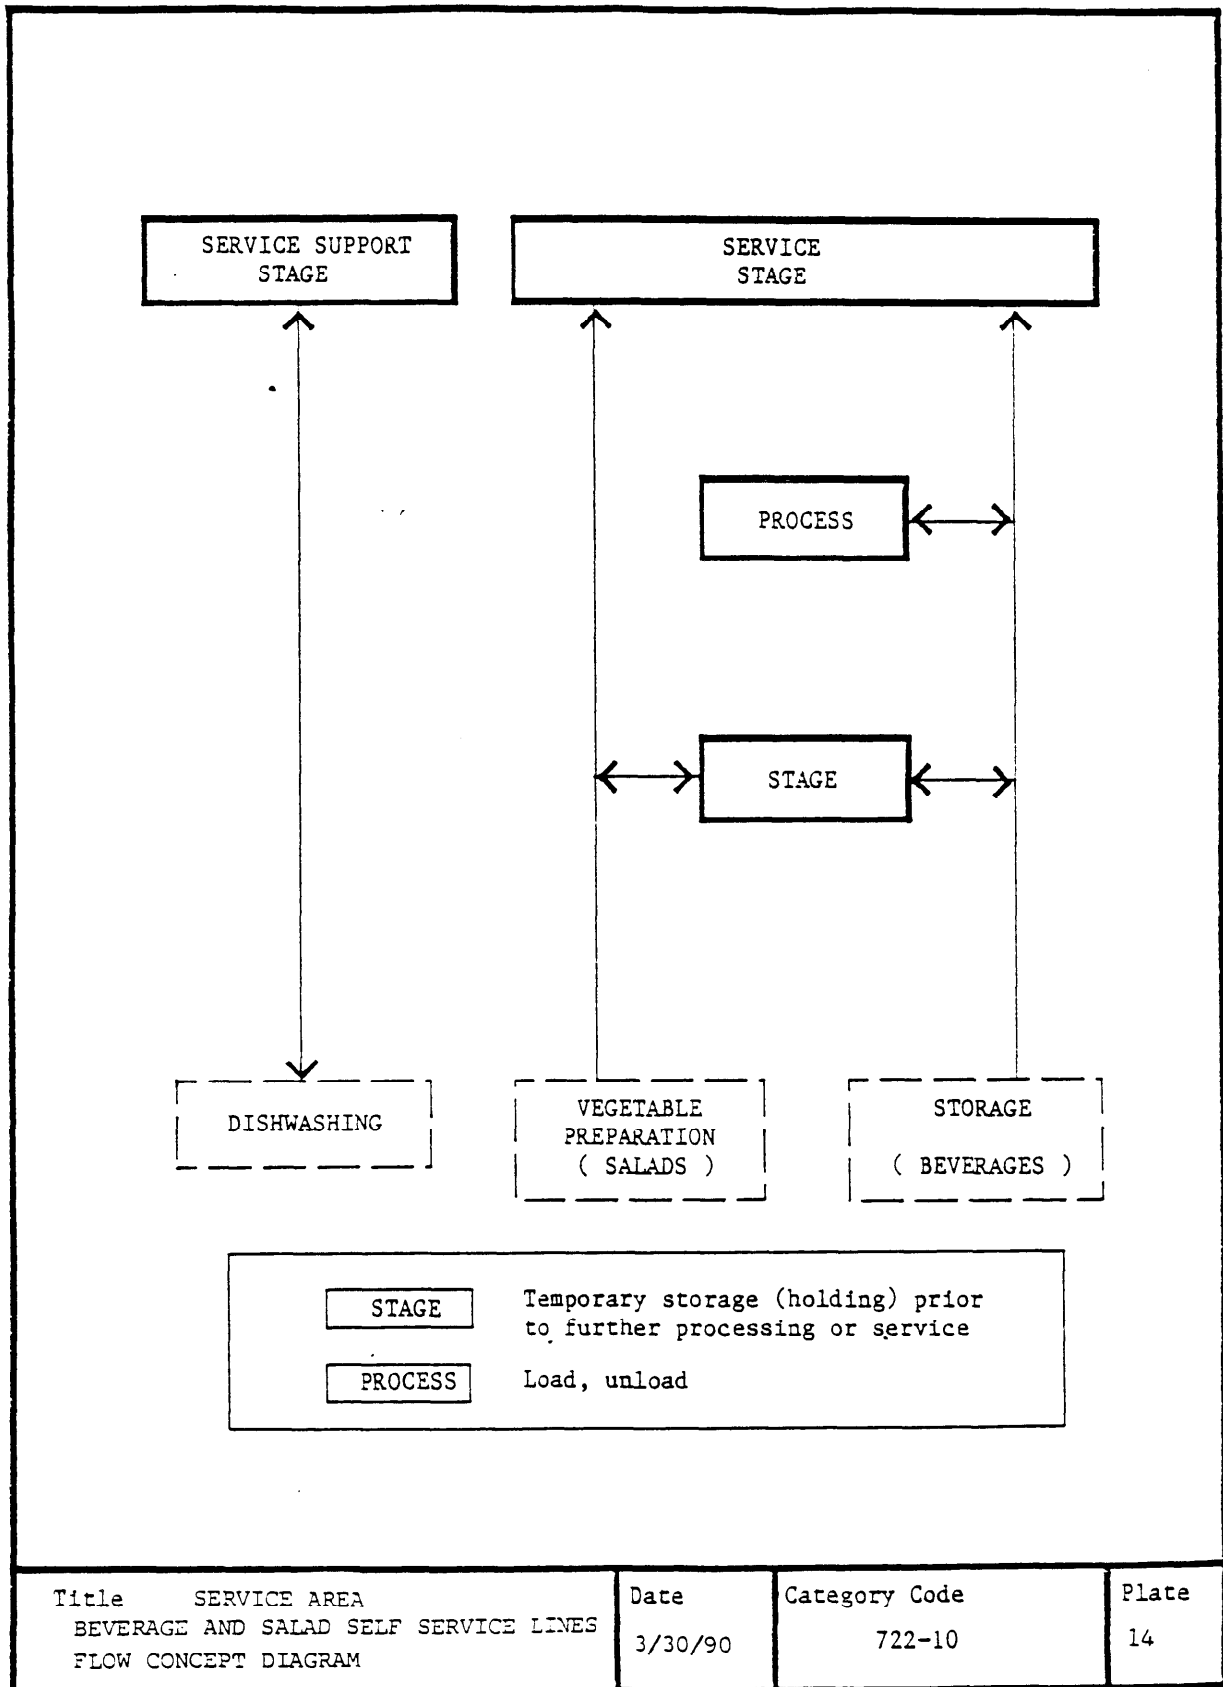 SERVICE SUPPORT
STAGE
SERVICE
STAGE
PROCESS
STAGE
DISHWASHING
VEGETABLE
PREPARATION
( SALADS )
STORAGE
( BEVERAGES )
STAGE
Temporary storage (holding) prior
to further processing or service
PROCESS
Load, unload
Title SERVICE AREA
BEVERAGE AND SALAD SELF SERVICE LINES
FLOW CONCEPT DIAGRAM
Date
3/30/90
Category Code
722-10
Plate
14